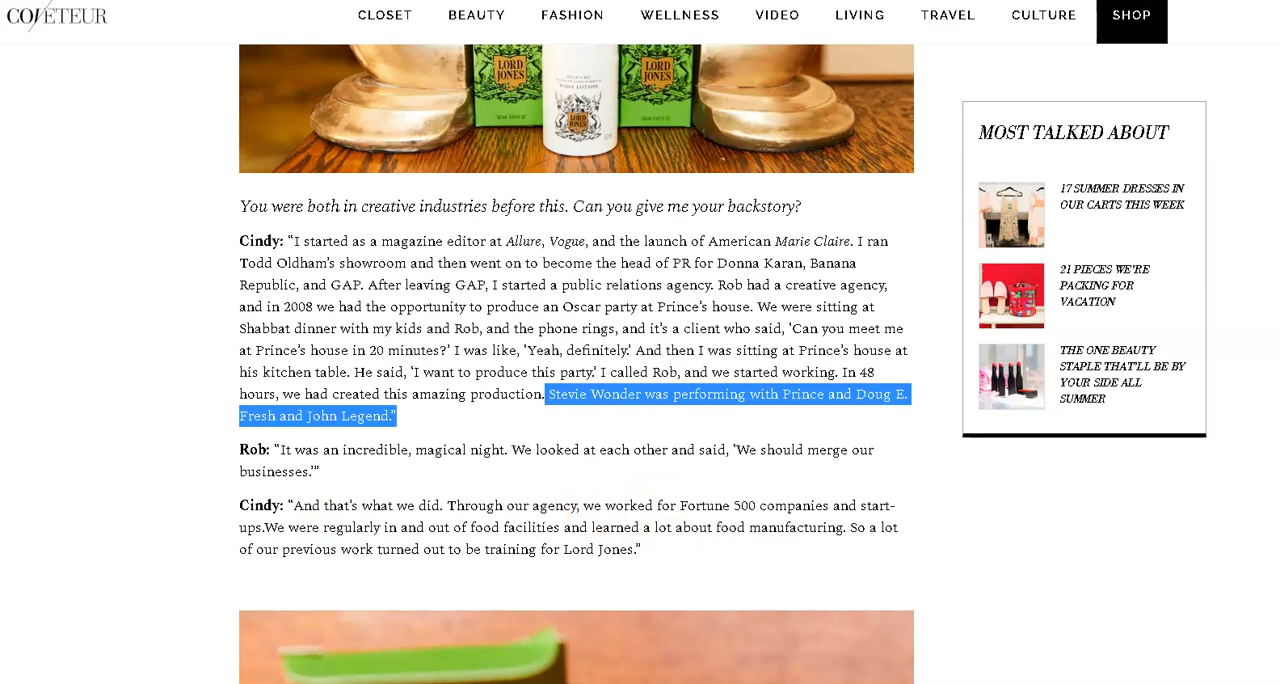 COVETEUR
CLOSET BEAUTY FASHION WELLNESS VIDEO LIVING TRAVEL CULTURE SHOP
LORD JONES
BODY LOTION
LORD JONES
LORD JONES
You were both in creative industries before this. Can you give me your backstory?
Cindy: “I started as a magazine editor at Allure, Vogue, and the launch of American Marie Claire. I ran
Todd Oldham’s showroom and then went on to become the head of PR for Donna Karan, Banana
Republic, and GAP. After leaving GAP, I started a public relations agency. Rob had a creative agency,
and in 2008 we had the opportunity to produce an Oscar party at Prince’s house. We were sitting at
Shabbat dinner with my kids and Rob, and the phone rings, and it’s a client who said, ‘Can you meet me
at Prince’s house in 20 minutes?’ I was like, ‘Yeah, definitely.’ And then I was sitting at Prince’s house at
his kitchen table. He said, ‘I want to produce this party.’ I called Rob, and we started working. In 48
hours, we had created this amazing production. Stevie Wonder was performing with Prince and Doug E.
Fresh and John Legend.”
Rob: “It was an incredible, magical night. We looked at each other and said, ‘We should merge our
businesses.’”
Cindy: “And that’s what we did. Through our agency, we worked for Fortune 500 companies and start-
ups.We were regularly in and out of food facilities and learned a lot about food manufacturing. So a lot
of our previous work turned out to be training for Lord Jones.”
MOST TALKED ABOUT
17 SUMMER DRESSES IN
OUR CARTS THIS WEEK
21 PIECES WE’RE
PACKING FOR
VACATION
THE ONE BEAUTY
STAPLE THAT’LL BE BY
YOUR SIDE ALL
SUMMER